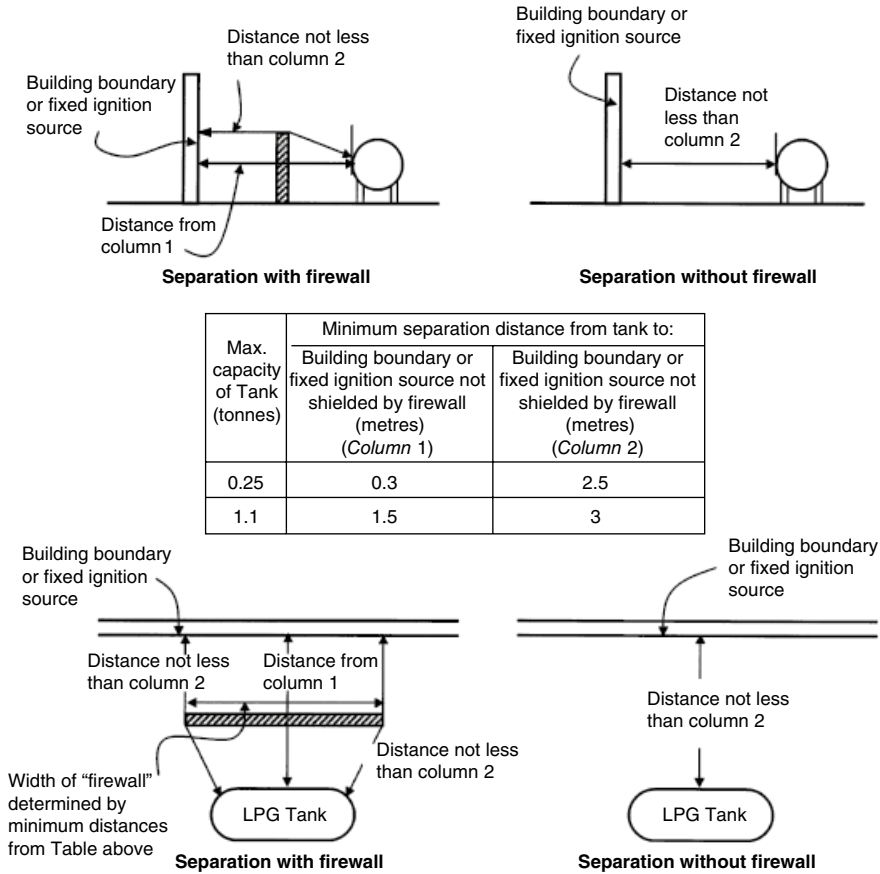 Distance not less
than column 2
Building boundary
or fixed ignition
source
Distance from
column 1
Separation with firewall
Building boundary or
fixed ignition source
Distance not
less than
column 2
Separation without firewall
Max.
capacity
of Tank
(tonnes)
Minimum separation distance from tank to:
Building boundary or
fixed ignition source not
shielded by firewall
(metres)
(Column 1)
Building boundary or
fixed ignition source not
shielded by firewall
(metres)
(Column 2)
0.25 0.3 2.5
1.1 1.5 3
Building boundary
or fixed ignition
source
Distance not less
than column 2
Distance from
column 1
Distance not less
than column 2
Width of “firewall”
determined by
minimum distances
from Table above
LPG Tank
Separation with firewall
Building boundary
or fixed ignition
source
Distance not less
than column 2
LPG Tank
Separation without firewall